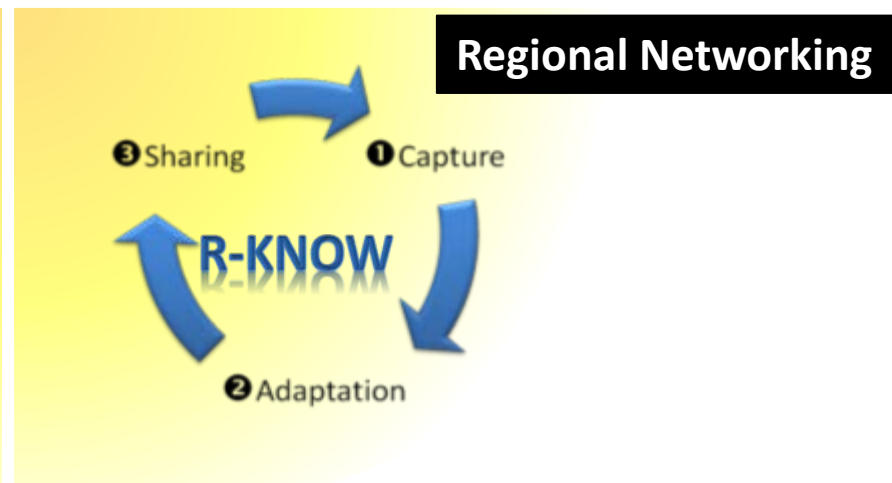 Regional Networking
❸Sharing
❶Capture
R-KNOW
❷Adaptation